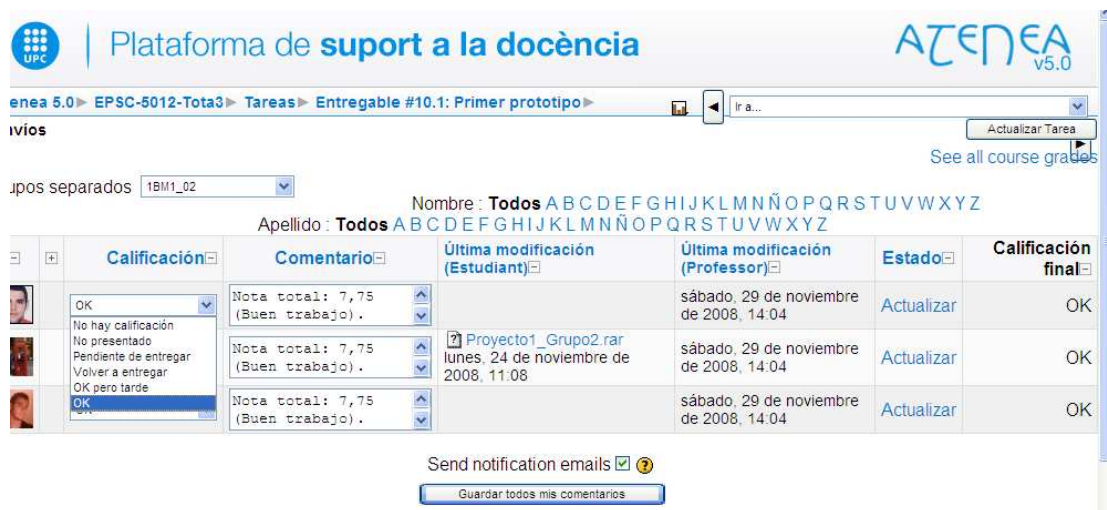 UPC
Plataforma de suport a la docència
ATENEA
v5.0
enea 5.0 EPSC-5012-Tota3 Tareas Entregable #10.1: Primer prototipo
Ir a...
Actualizar Tarea
See all course grades
upos separados 1BM1_02
Nombre : Todos A B C D E F G H I J K L M N Ñ O P Q R S T U V W X Y Z
Apellido : Todos A B C D E F G H I J K L M N Ñ O P Q R S T U V W X Y Z
Calificación
Comentario
Última modificación
(Estudiant)
Última modificación
(Professor)
Estado
Calificación
final
OK
Nota total: 7,75
(Buen trabajo).
sábado, 29 de noviembre
de 2008, 14:04
Actualizar
OK
No hay calificación
No presentado
Pendiente de entregar
Volver a entregar
OK pero tarde
OK
Nota total: 7,75
(Buen trabajo).
Proyecto1_Grupo2.rar
lunes, 24 de noviembre de
2008, 11:08
sábado, 29 de noviembre
de 2008, 14:04
Actualizar
OK
Nota total: 7,75
(Buen trabajo).
sábado, 29 de noviembre
de 2008, 14:04
Actualizar
OK
Send notification emails
Guardar todos mis comentarios